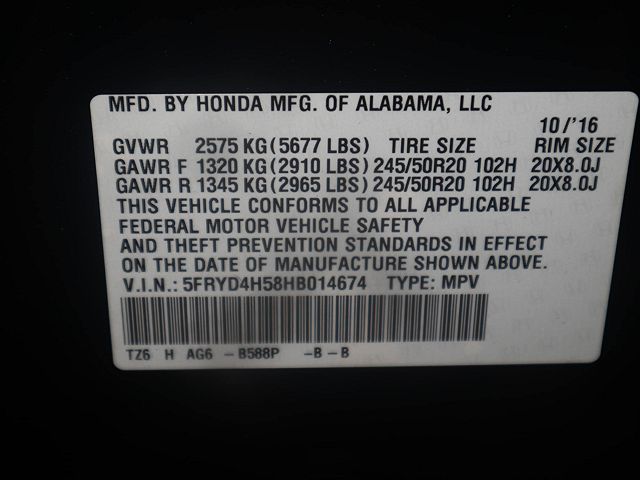 MFD. BY HONDA MFG. OF ALABAMA, LLC
10/'16
GVWR 2575 KG(5677 LBS) TIRE SIZE RIM SIZE
GAWR F 1320 KG(2910 LBS) 245/50R20 102H 20X8.0J
GAWR R 1345 KG(2965 LBS) 245/50R20 102H 20X8.0J
THIS VEHICLE CONFORMS TO ALL APPLICABLE
FEDERAL MOTOR VEHICLE SAFETY
AND THEFT PREVENTION STANDARDS IN EFFECT
ON THE DATE OF MANUFACTURE SHOWN ABOVE.
V.I.N.: 5FRYD4H58HB014674 TYPE: MPV
TZ6 H AG6 -B588P -B-B